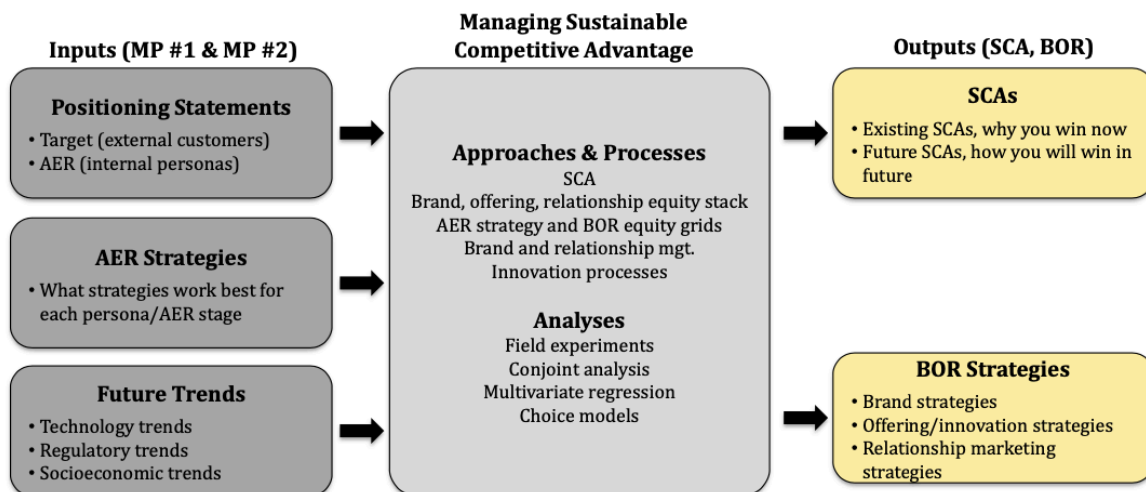 Inputs (MP #1 & MP #2)
Positioning Statements
• Target (external customers)
• AER (internal personas)
AER Strategies
• What strategies work best for
each persona/AER stage
Future Trends
• Technology trends
• Regulatory trends
• Socioeconomic trends
Managing Sustainable
Competitive Advantage
Approaches & Processes
SCA
Brand, offering, relationship equity stack
AER strategy and BOR equity grids
Brand and relationship mgt.
Innovation processes
Analyses
Field experiments
Conjoint analysis
Multivariate regression
Choice models
Outputs (SCA, BOR)
SCAs
• Existing SCAs, why you win now
• Future SCAs, how you will win in
future
BOR Strategies
• Brand strategies
• Offering/innovation strategies
• Relationship marketing
strategies